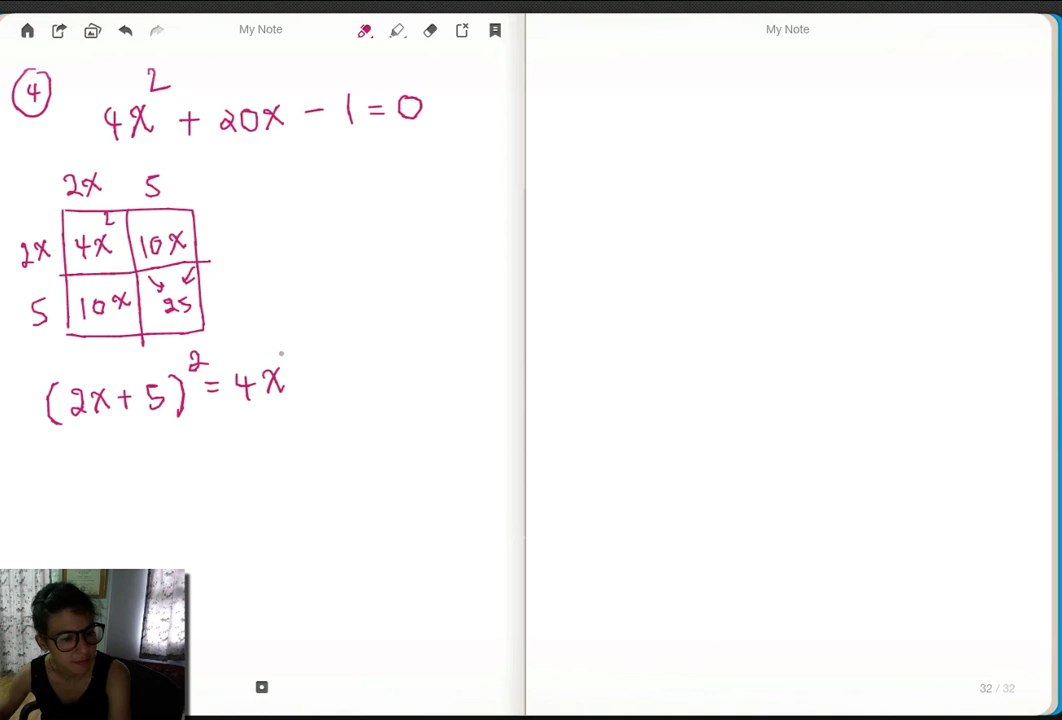 My Note
My Note
④
4x² + 20x - 1 = 0
2x 5
2x 4x² 10x
5 10x 25
(2x + 5)² = 4x
32 / 32